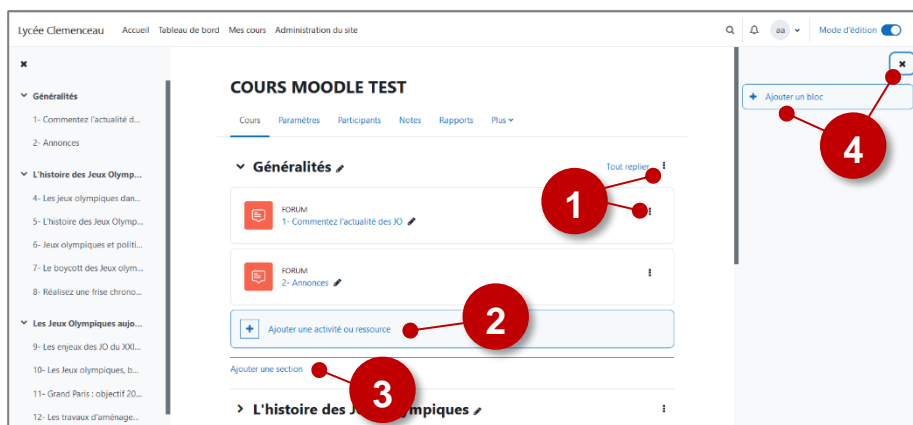 Lycée Clemenceau Accueil Tableau de bord Mes cours Administration du site aa Mode d'édition
Généralités
1- Commentez l'actualité d...
2- Annonces
L'histoire des Jeux Olymp...
4- Les jeux olympiques dan...
5- L'histoire des Jeux Olymp...
6- Jeux olympiques et politi...
7- Le boycott des Jeux olym...
8- Réalisez une frise chrono...
Les Jeux Olympiques aujo...
9- Les enjeux des JO du XXI...
10- Les Jeux olympiques, b...
11- Grand Paris : objectif 20...
12- Les travaux d'aménage...
COURS MOODLE TEST
Cours Paramètres Participants Notes Rapports Plus
Généralités
Tout replier
1
FORUM
1- Commentez l'actualité des JO
FORUM
2- Annonces
Ajouter une activité ou ressource
2
Ajouter une section
3
L'histoire des J mpiques
Ajouter un bloc
4